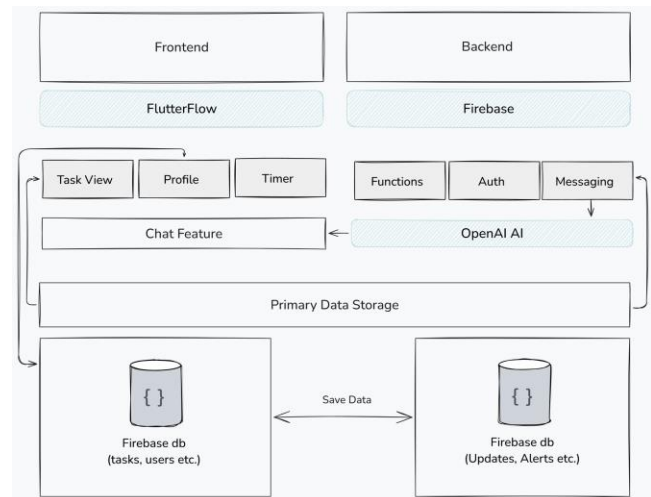 Frontend
Backend
FlutterFlow
Firebase
Task View
Profile
Timer
Functions
Auth
Messaging
Chat Feature
OpenAI AI
Primary Data Storage
{ }
Save Data
{ }
Firebase db
(tasks, users etc.)
Firebase db
(Updates, Alerts etc.)